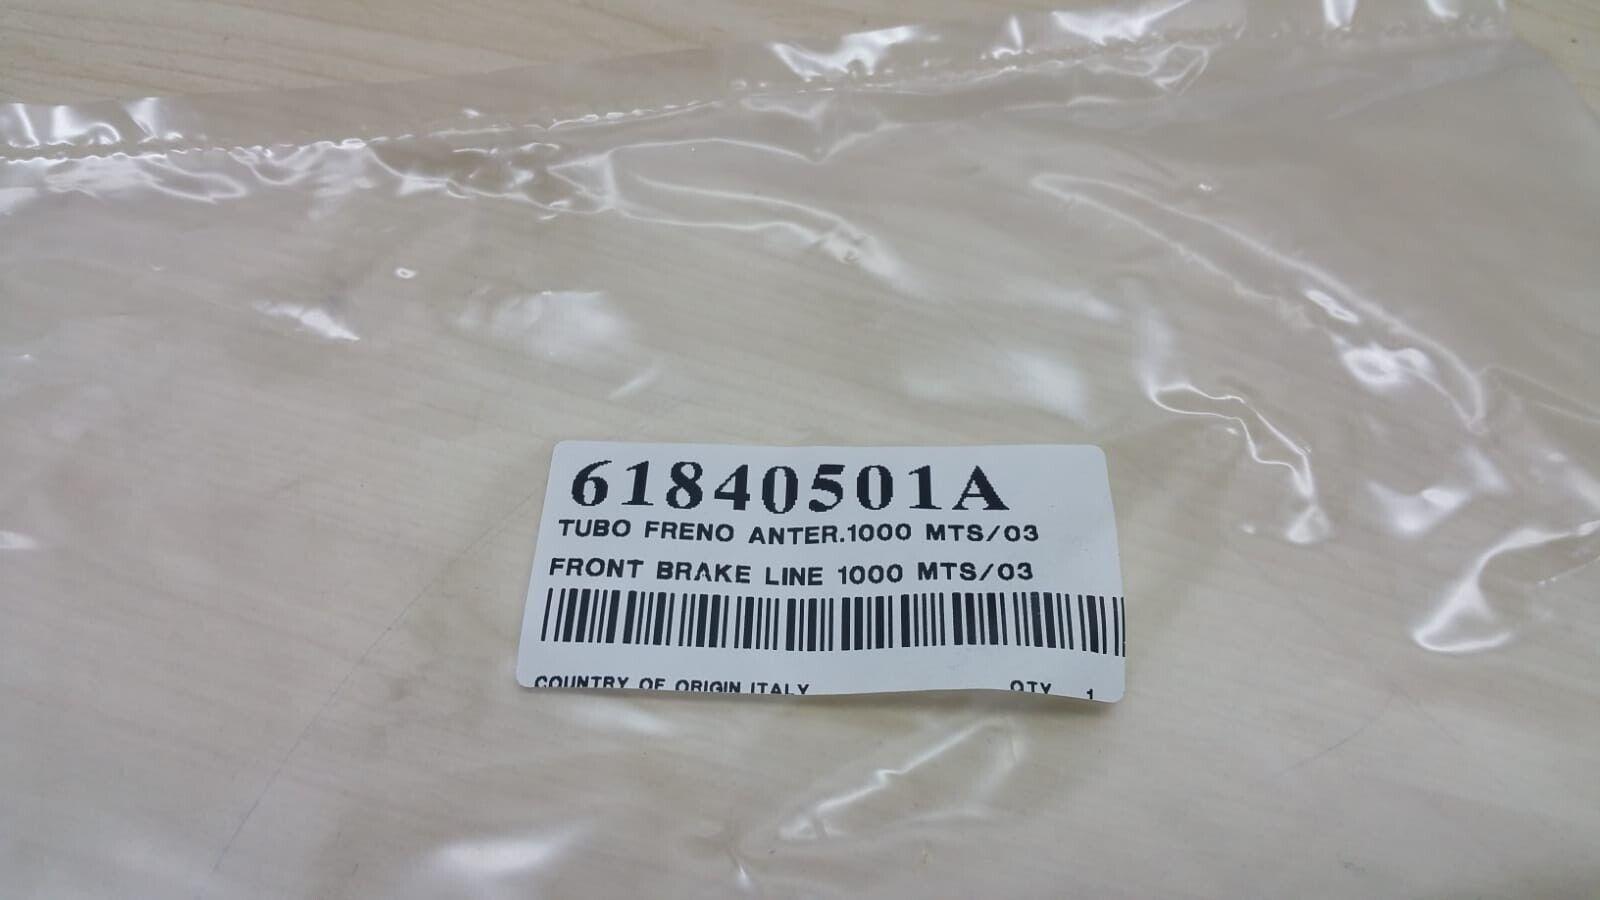 61840501A
TUBO FRENO ANTER.1000 MTS/03
FRONT BRAKE LINE 1000 MTS/03
COUNTRY OF ORIGIN ITALY QTY 1